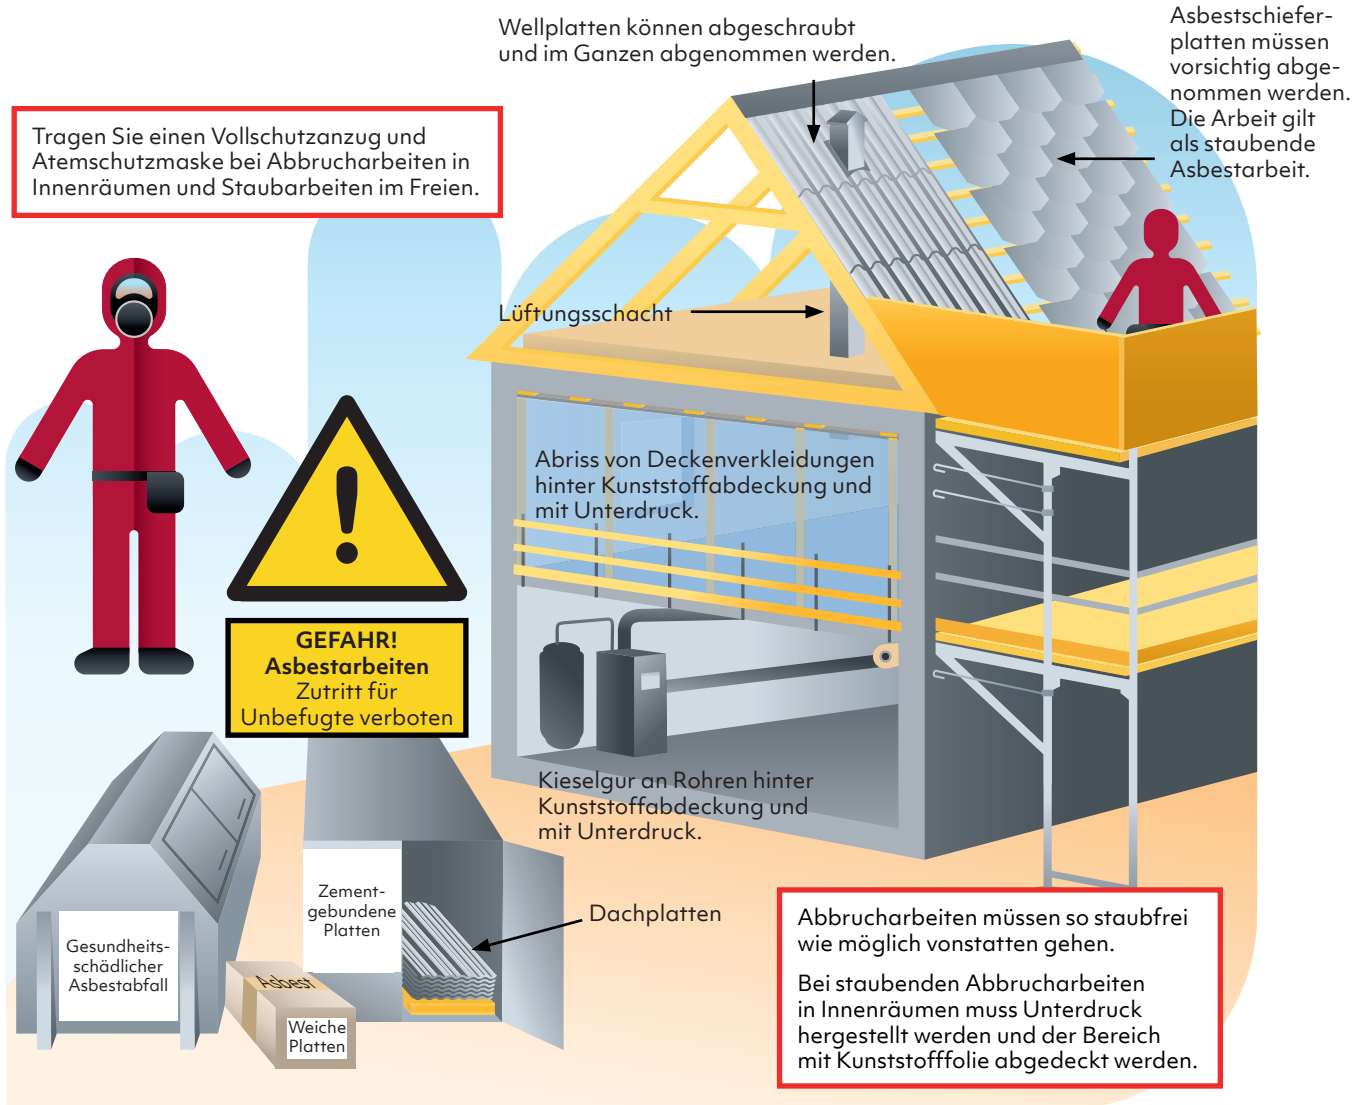 Wellplatten können abgeschraubt
und im Ganzen abgenommen werden.
Asbestschiefer-
platten müssen
vorsichtig abge-
nommen werden.
Die Arbeit gilt
als staubende
Asbestarbeit.
Tragen Sie einen Vollschutzanzug und
Atemschutzmaske bei Abbrucharbeiten in
Innenräumen und Staubarbeiten im Freien.
Lüftungsschacht
Abriss von Deckenverkleidungen
hinter Kunststoffabdeckung und
mit Unterdruck.
GEFAHR!
Asbestarbeiten
Zutritt für
Unbefugte verboten
Kieselgur an Rohren hinter
Kunststoffabdeckung und
mit Unterdruck.
Zement-
gebundene
Platten
Dachplatten
Gesundheits-
schädlicher
Asbestabfall
Asbest
Weiche
Platten
Abbrucharbeiten müssen so staubfrei
wie möglich vonstatten gehen.
Bei staubenden Abbrucharbeiten
in Innenräumen muss Unterdruck
hergestellt werden und der Bereich
mit Kunststofffolie abgedeckt werden.